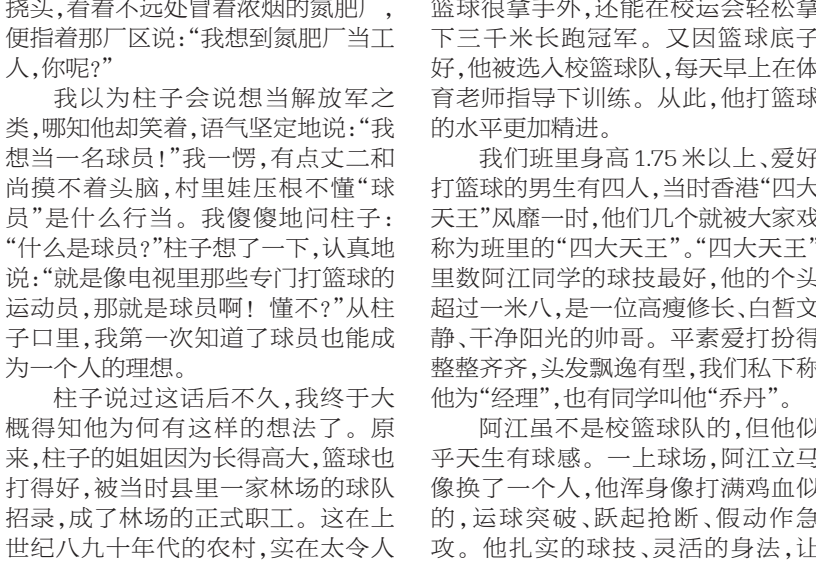 挠头,看着不远处冒着浓烟的氮肥厂,
便指着那厂区说:“我想到氮肥厂当工
人,你呢?”
我以为柱子会说想当解放军之
类,哪知他却笑着,语气坚定地说:“我
想当一名球员!”我一愣,有点丈二和
尚摸不着头脑,村里娃压根不懂“球
员”是什么行当。我傻傻地问柱子:
“什么是球员?”柱子想了一下,认真地
说:“就是像电视里那些专门打篮球的
运动员,那就是球员啊!懂不?”从柱
子口里,我第一次知道了球员也能成
为一个人的理想。
柱子说过这话后不久,我终于大
概得知他为何有这样的想法了。原
来,柱子的姐姐因为长得高大,篮球也
打得好,被当时县里一家林场的球队
招录,成了林场的正式职工。这在上
世纪八九十年代的农村,实在太令人
篮球很拿手外,还能在校运会轻松拿
下三千米长跑冠军。又因篮球底子
好,他被选入校篮球队,每天早上在体
育老师指导下训练。从此,他打篮球
的水平更加精进。
我们班里身高1.75米以上、爱好
打篮球的男生有四人,当时香港“四大
天王”风靡一时,他们几个就被大家戏
称为班里的“四大天王”。“四大天王”
里数阿江同学的球技最好,他的个头
超过一米八,是一位高瘦修长、白皙文
静、干净阳光的帅哥。平素爱打扮得
整整齐齐,头发飘逸有型,我们私下称
他为“经理”,也有同学叫他“乔丹”。
阿江虽不是校篮球队的,但他似
乎天生有球感。一上球场,阿江立马
像换了一个人,他浑身像打满鸡血似
的,运球突破、跃起抢断、假动作急
攻。他扎实的球技、灵活的身法,让